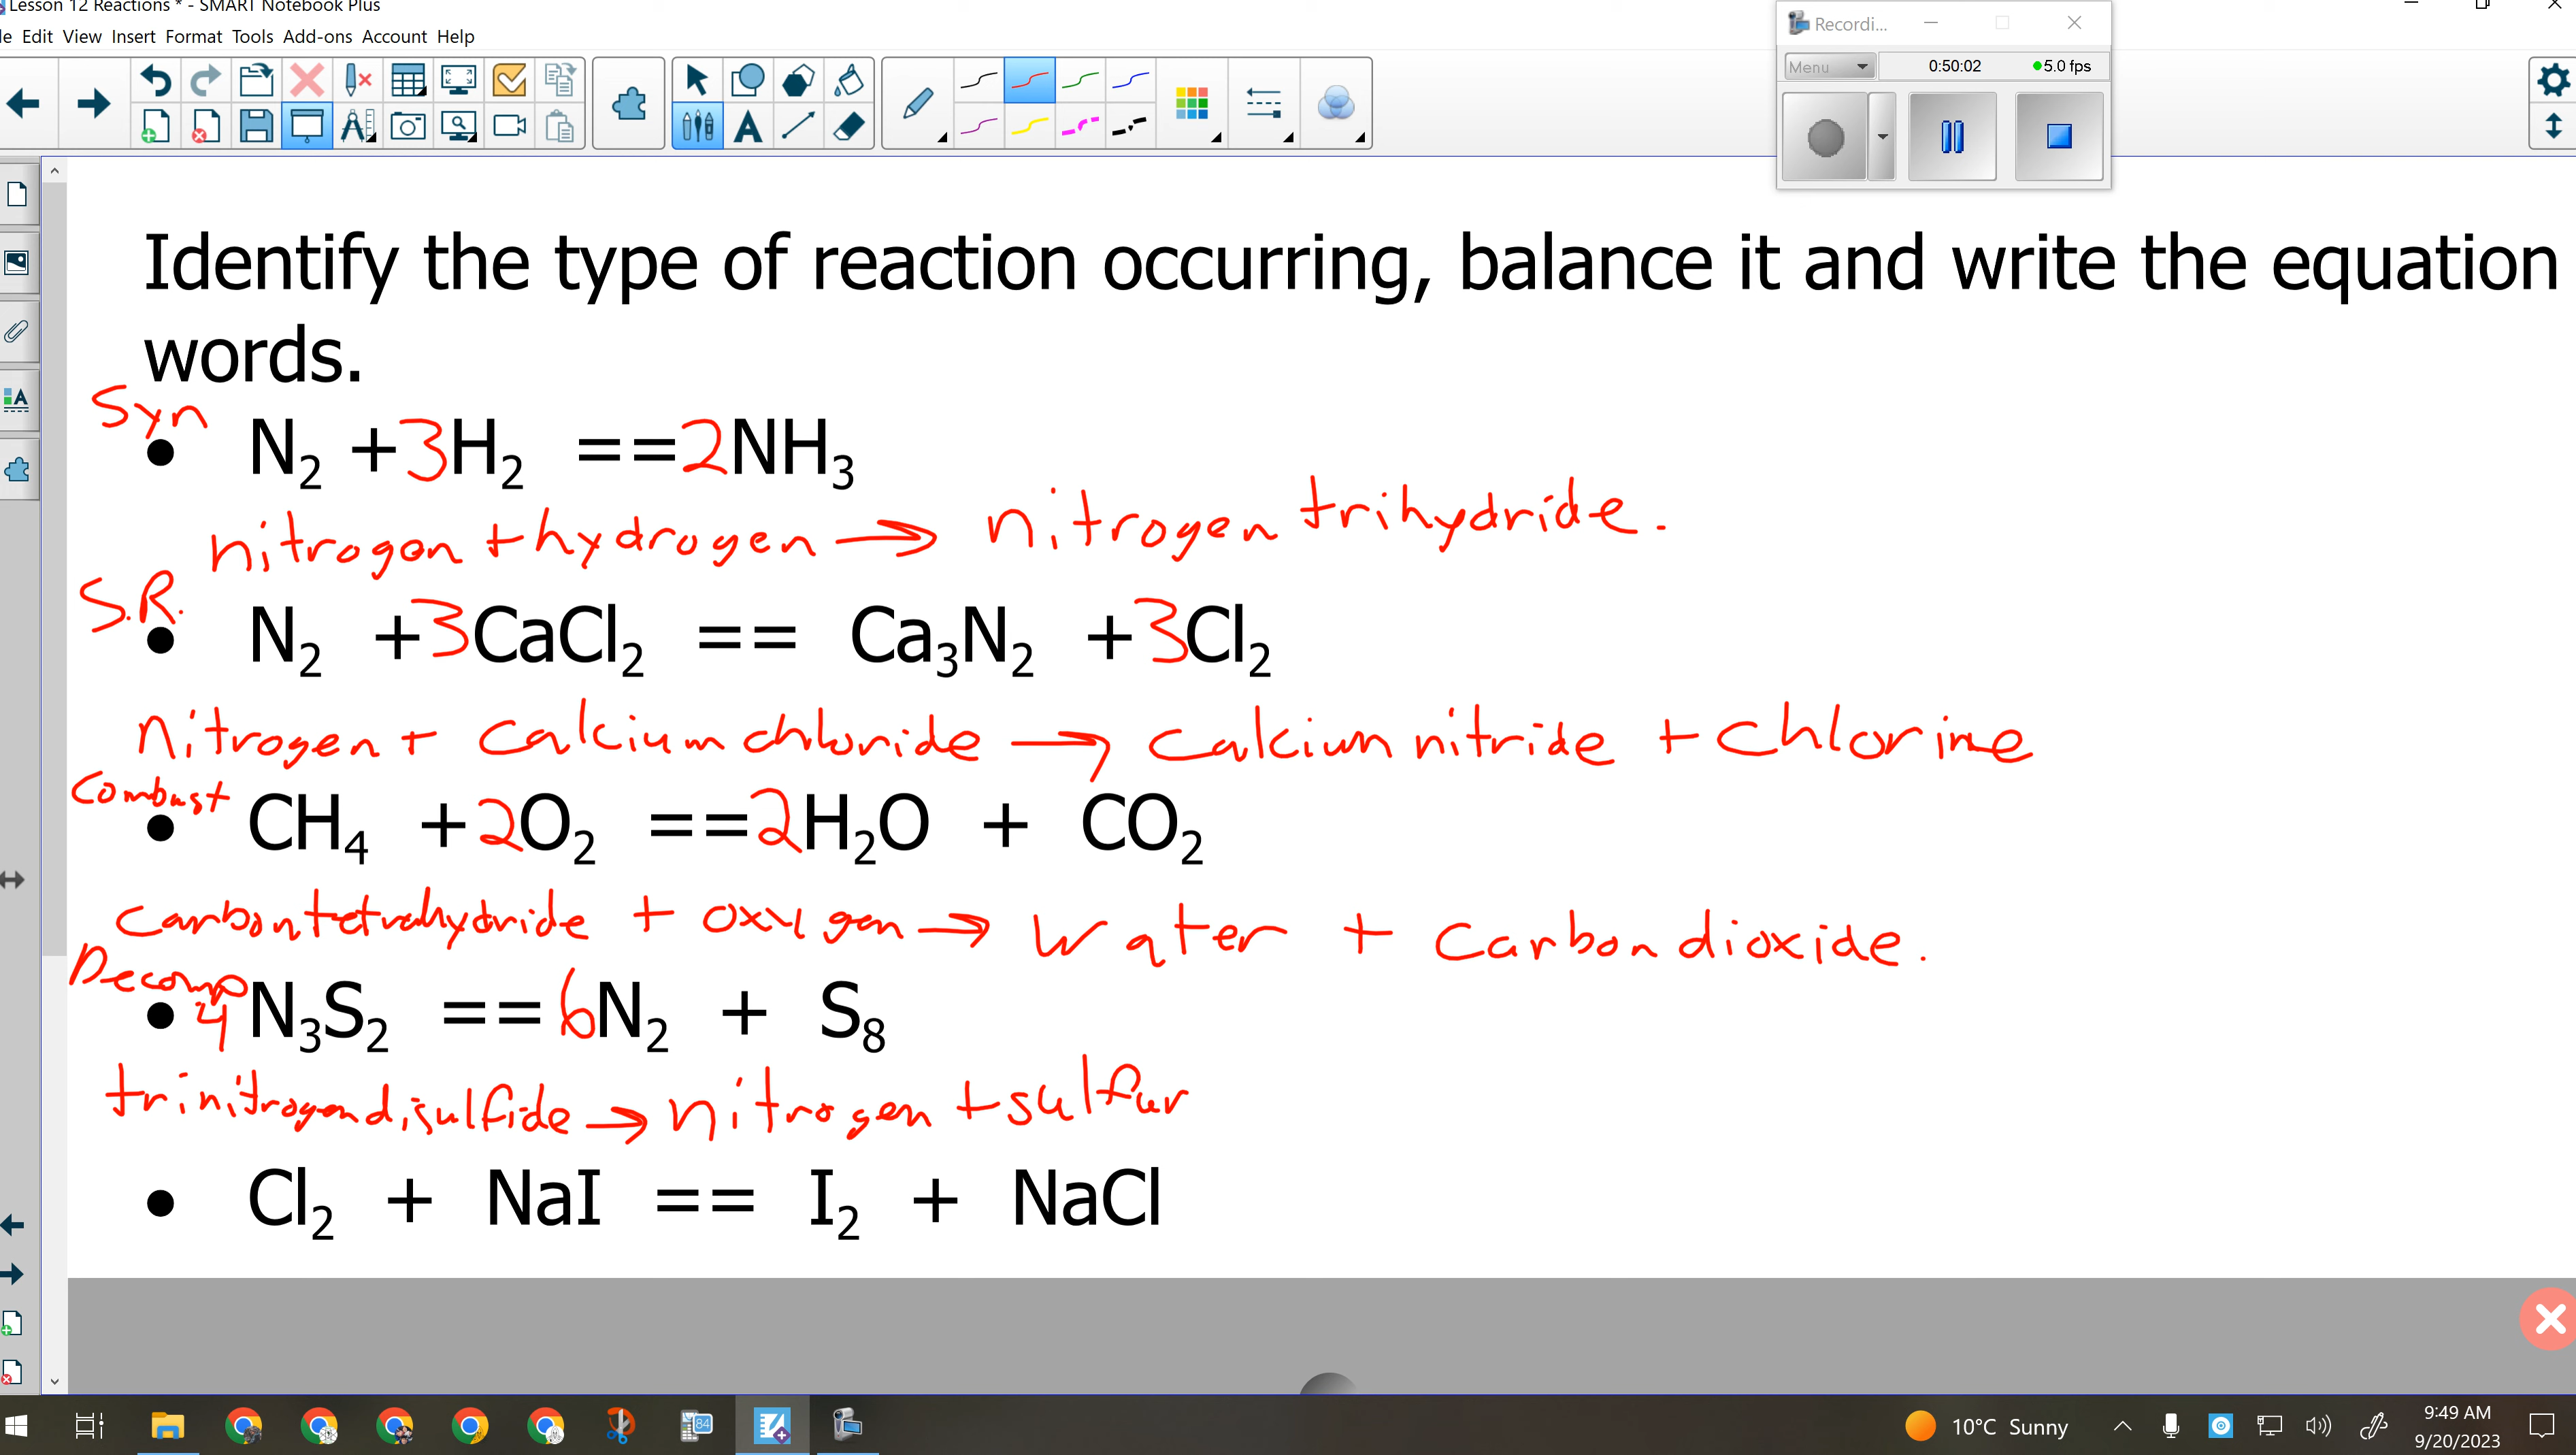 Lesson 12 Reactions * - SMART Notebook Plus
Recordi...
le Edit View Insert Format Tools Add-ons Account Help
Menu 0:50:02 5.0 fps
Identify the type of reaction occurring, balance it and write the equation
words.
Syn
• N₂ +3H₂ ==2NH₃
nitrogen + hydrogen → nitrogen trihydride.
S.R.
• N₂ +3CaCl₂ == Ca₃N₂ +3Cl₂
nitrogen + calcium chloride → calcium nitride + chlorine
Combust
• CH₄ +2O₂ ==2H₂O + CO₂
carbon tetrahydride + oxygen → water + carbon dioxide.
Decomp
• 4 N₃S₂ == 6N₂ + S₈
trinitrogen disulfide → nitrogen + sulfur
• Cl₂ + NaI == I₂ + NaCl
84
10°C Sunny
9:49 AM
9/20/2023